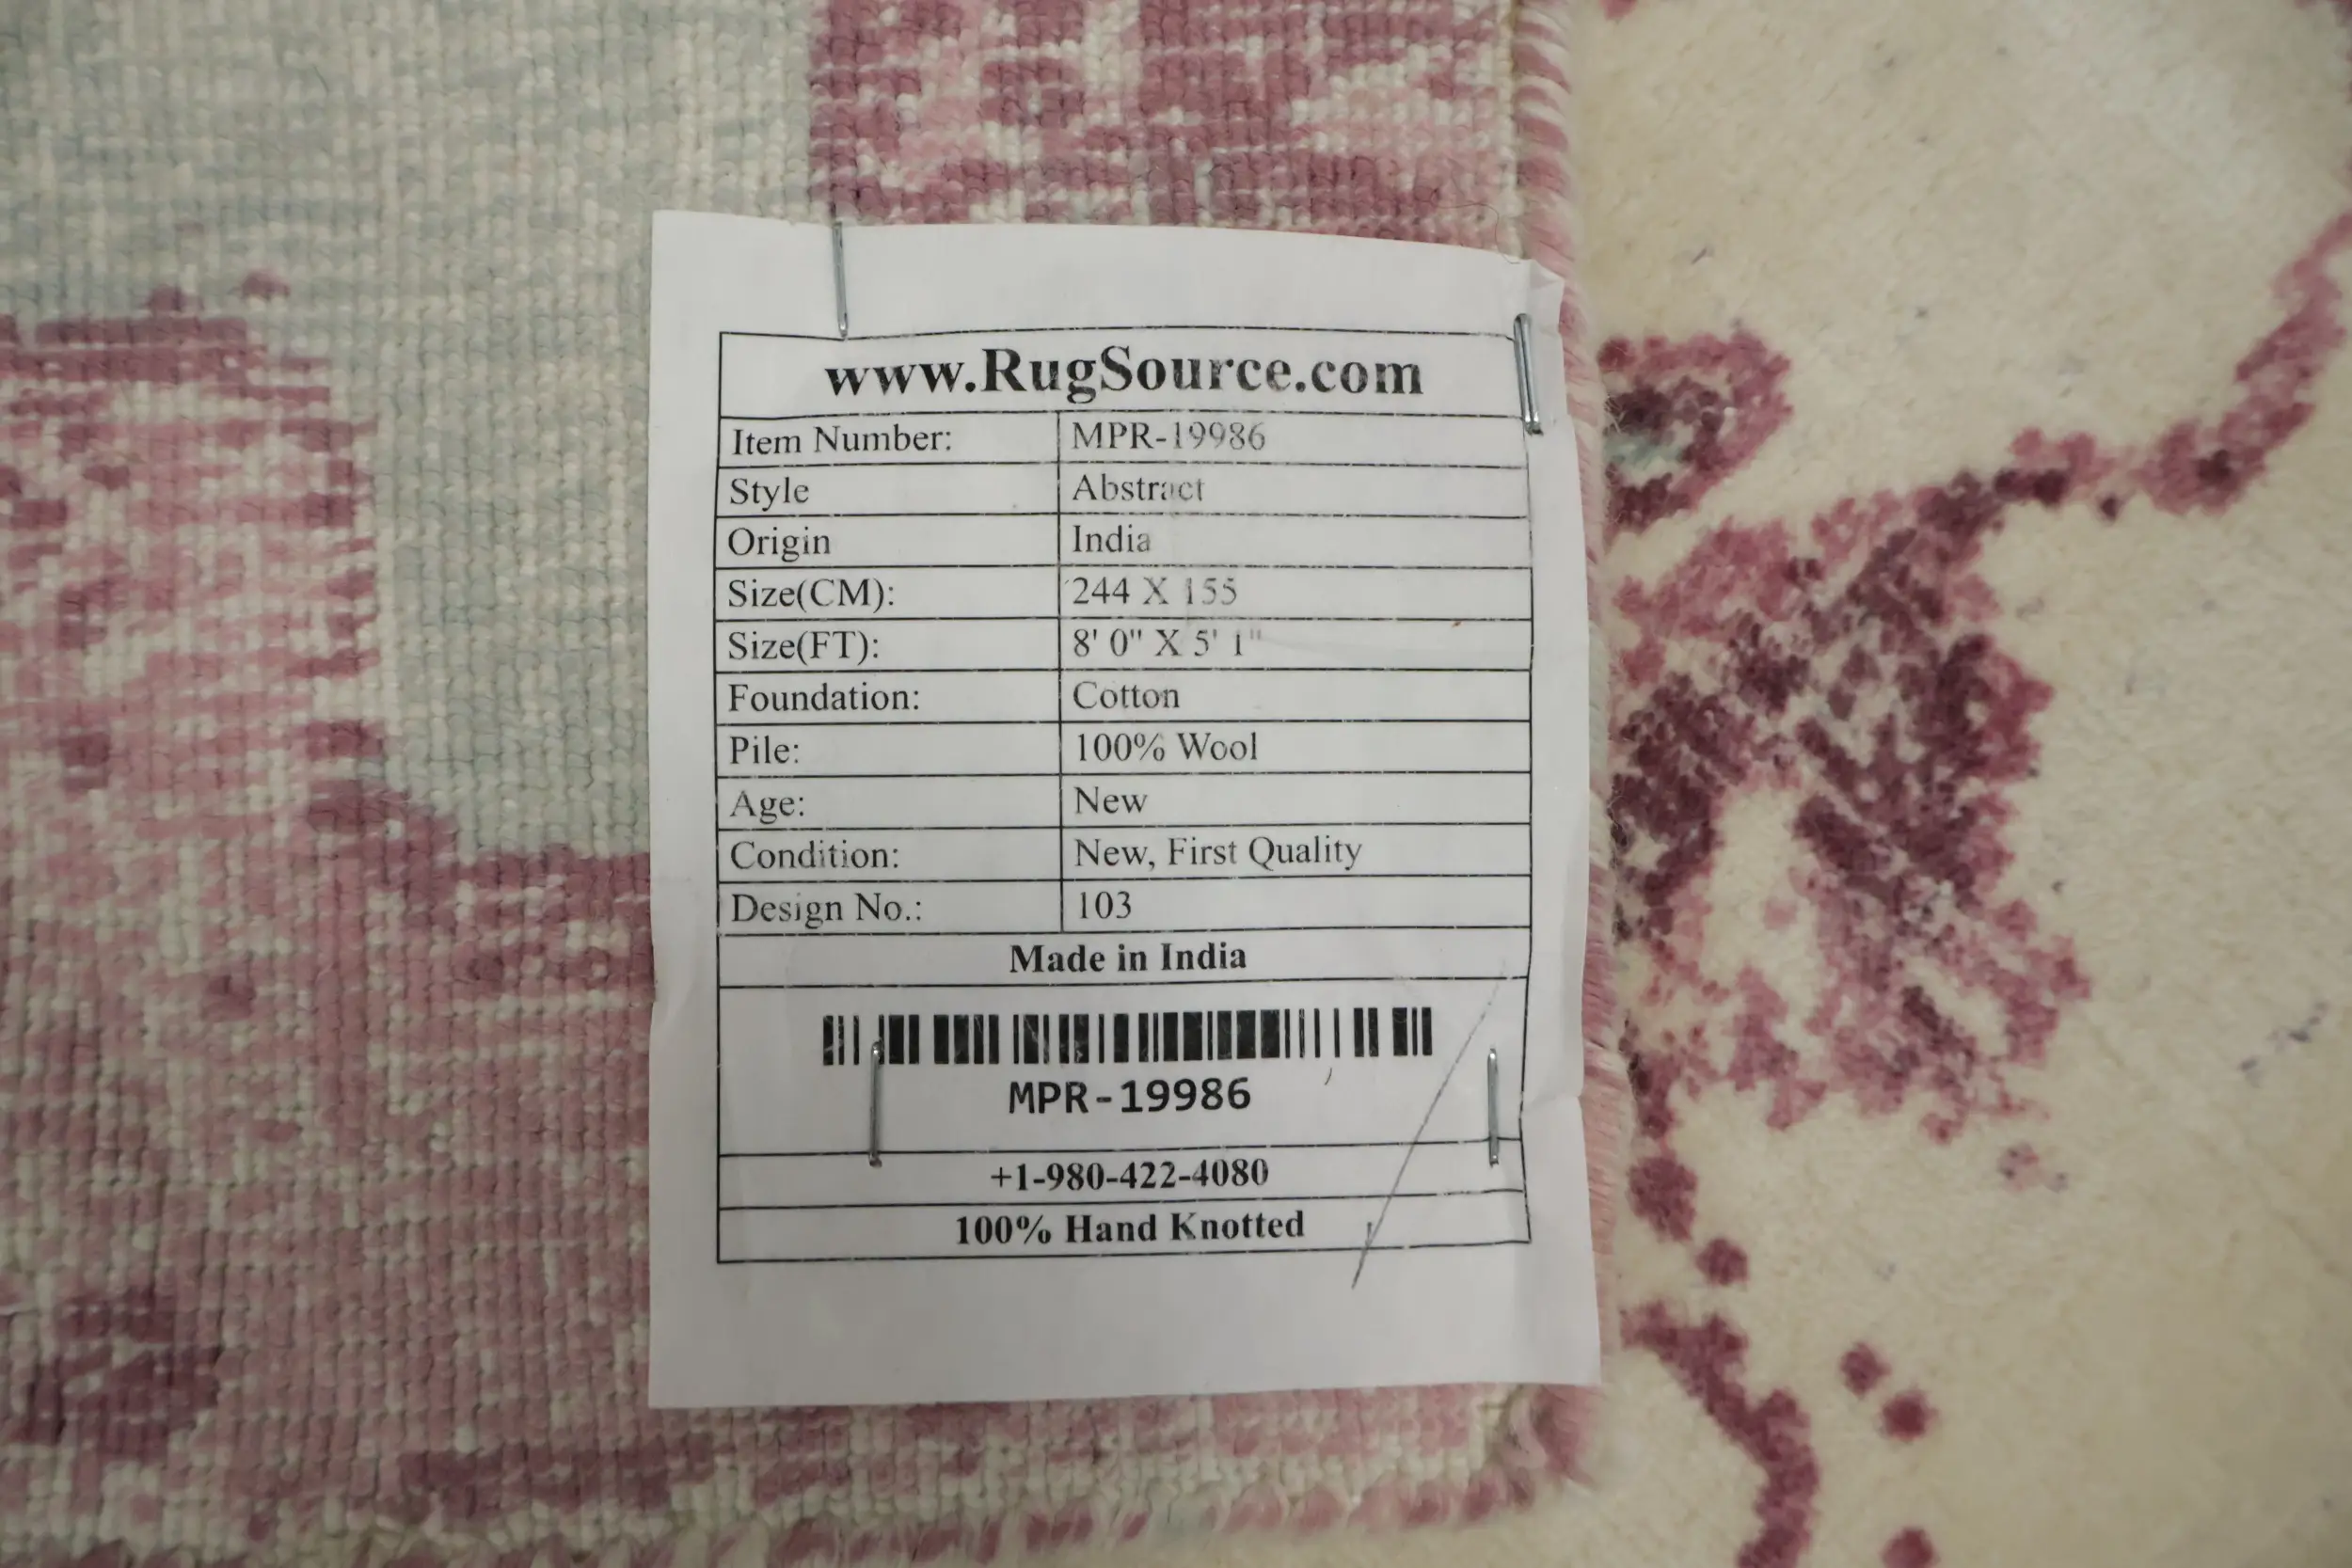 www.RugSource.com
Item Number: MPR-19986
Style Abstract
Origin India
Size(CM): 244 X 155
Size(FT): 8' 0" X 5' 1"
Foundation: Cotton
Pile: 100% Wool
Age: New
Condition: New, First Quality
Design No.: 103
Made in India
MPR-19986
+1-980-422-4080
100% Hand Knotted